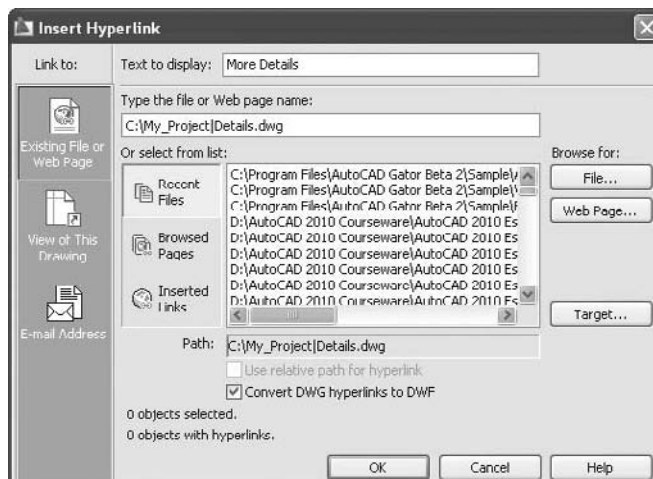 Insert Hyperlink
Link to:
Text to display: More Details
Type the file or Web page name:
C:\My_Project|Details.dwg
Existing File or
Web Page
Or select from list:
Browse for:
Recent
Files
C:\Program Files\AutoCAD Gator Beta 2\Sample\
C:\Program Files\AutoCAD Gator Beta 2\Sample\
C:\Program Files\AutoCAD Gator Beta 2\Sample\
D:\AutoCAD 2010 Courseware\AutoCAD 2010 Es
D:\AutoCAD 2010 Courseware\AutoCAD 2010 Es
D:\AutoCAD 2010 Courseware\AutoCAD 2010 Es
D:\AutoCAD 2010 Courseware\AutoCAD 2010 Es
D:\AutoCAD 2010 Courseware\AutoCAD 2010 Es
D:\AutoCAD 2010 Courseware\AutoCAD 2010 Es
File...
Web Page...
View of This
Drawing
Browsed
Pages
Inserted
Links
E-mail Address
Target...
Path: C:\My_Project|Details.dwg
Use relative path for hyperlink
Convert DWG hyperlinks to DWF
0 objects selected.
0 objects with hyperlinks.
OK Cancel Help